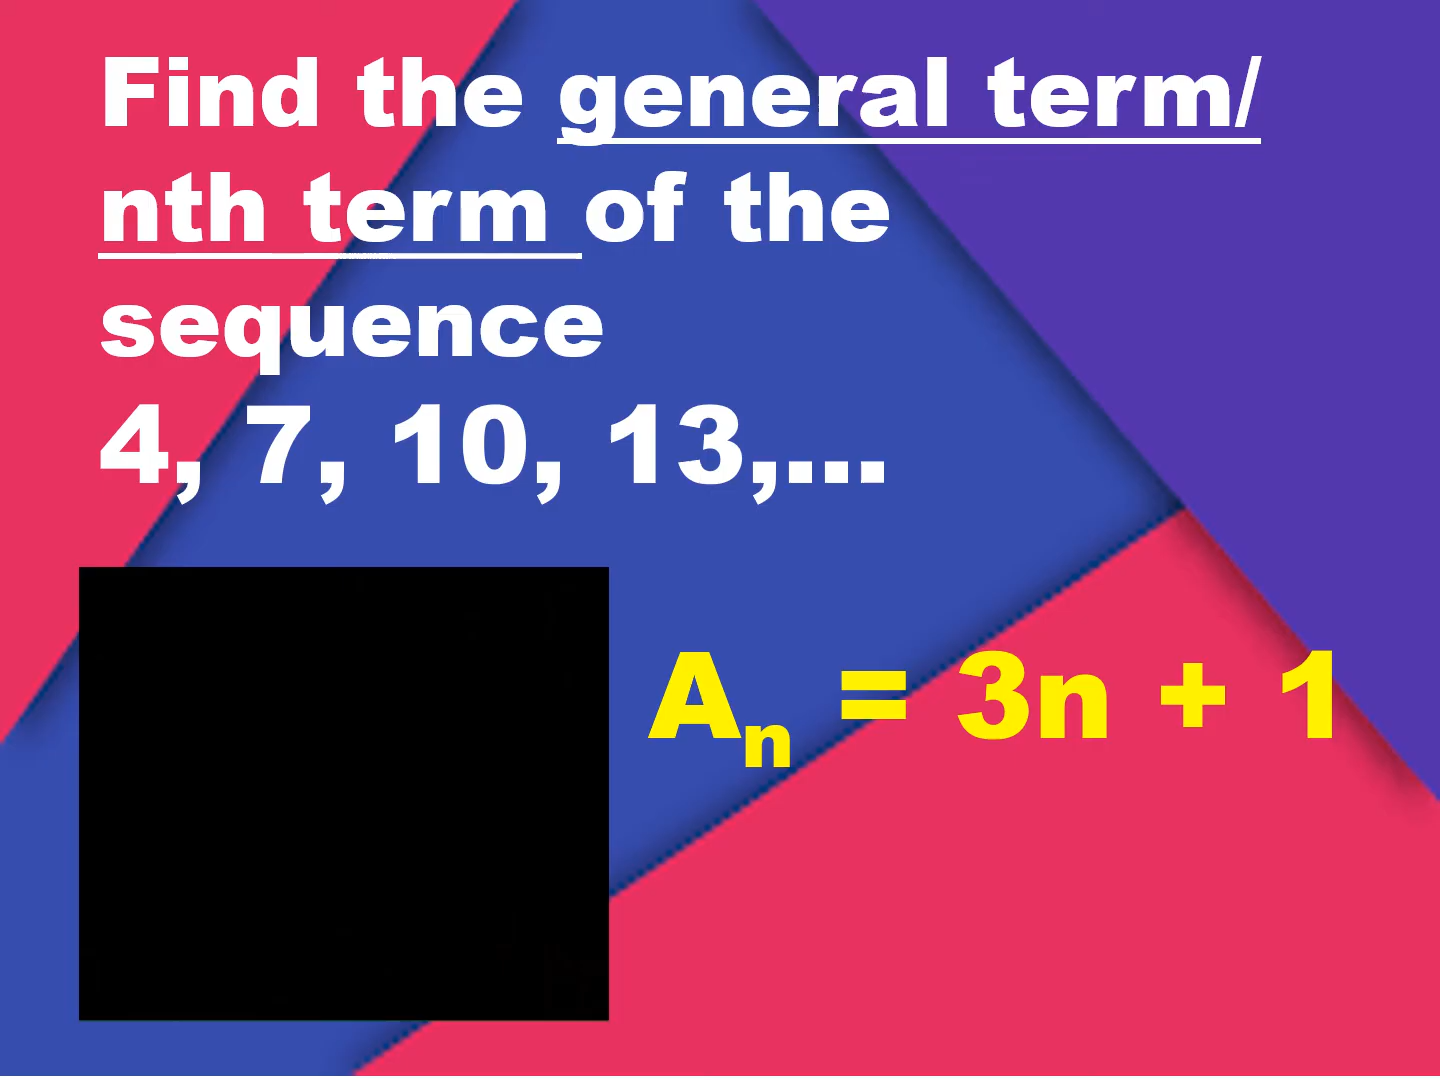 Find the general term/
nth term of the
sequence
4, 7, 10, 13,...
Aₙ = 3n + 1